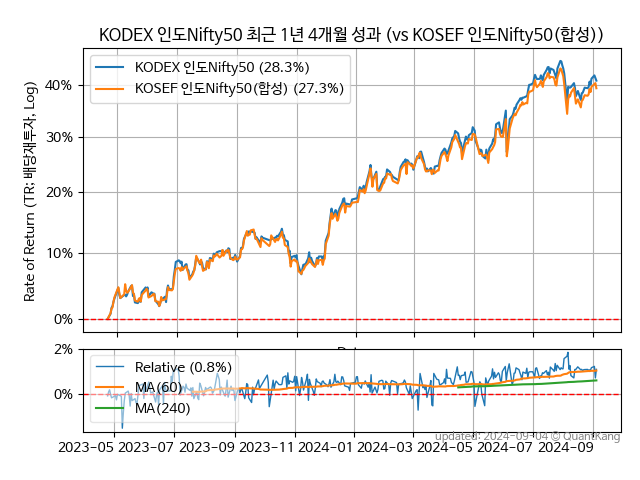 KODEX 인도Nifty50 최근 1년 4개월 성과 (vs KOSEF 인도Nifty50(합성))
Rate of Return (TR: 배당재투자, Log)
40%
30%
20%
10%
0%
KODEX 인도Nifty50 (28.3%)
KOSEF 인도Nifty50(합성) (27.3%)
2%
0%
Relative (0.8%)
MA(60)
MA(240)
2023-05 2023-07 2023-09 2023-11 2024-01 2024-03 2024-05 2024-07 2024-09
updated: 2024-09-04 © QuantKang